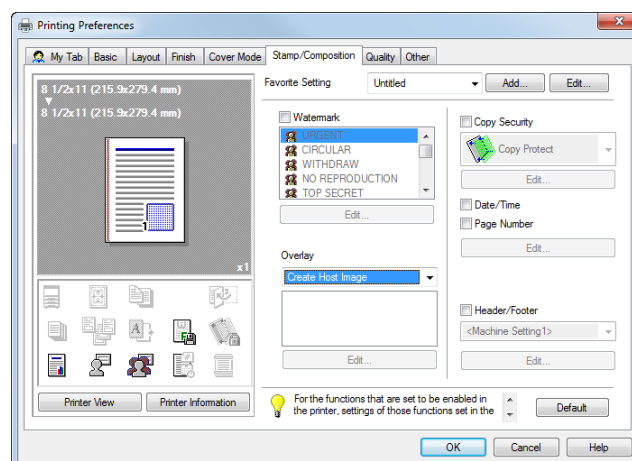 Printing Preferences
My Tab
Basic
Layout
Finish
Cover Mode
Stamp/Composition
Quality
Other
8 1/2x11 (215.9x279.4 mm)
8 1/2x11 (215.9x279.4 mm)
1
x1
Printer View
Printer Information
Favorite Setting
Untitled
Add...
Edit...
Watermark
URGENT
CIRCULAR
WITHDRAW
NO REPRODUCTION
TOP SECRET
Edit...
Overlay
Create Host Image
Edit...
Copy Security
Copy Protect
Edit...
Date/Time
Page Number
Edit...
Header/Footer
<Machine Setting1>
Edit...
For the functions that are set to be enabled in
the printer, settings of those functions set in the
Default
OK
Cancel
Help